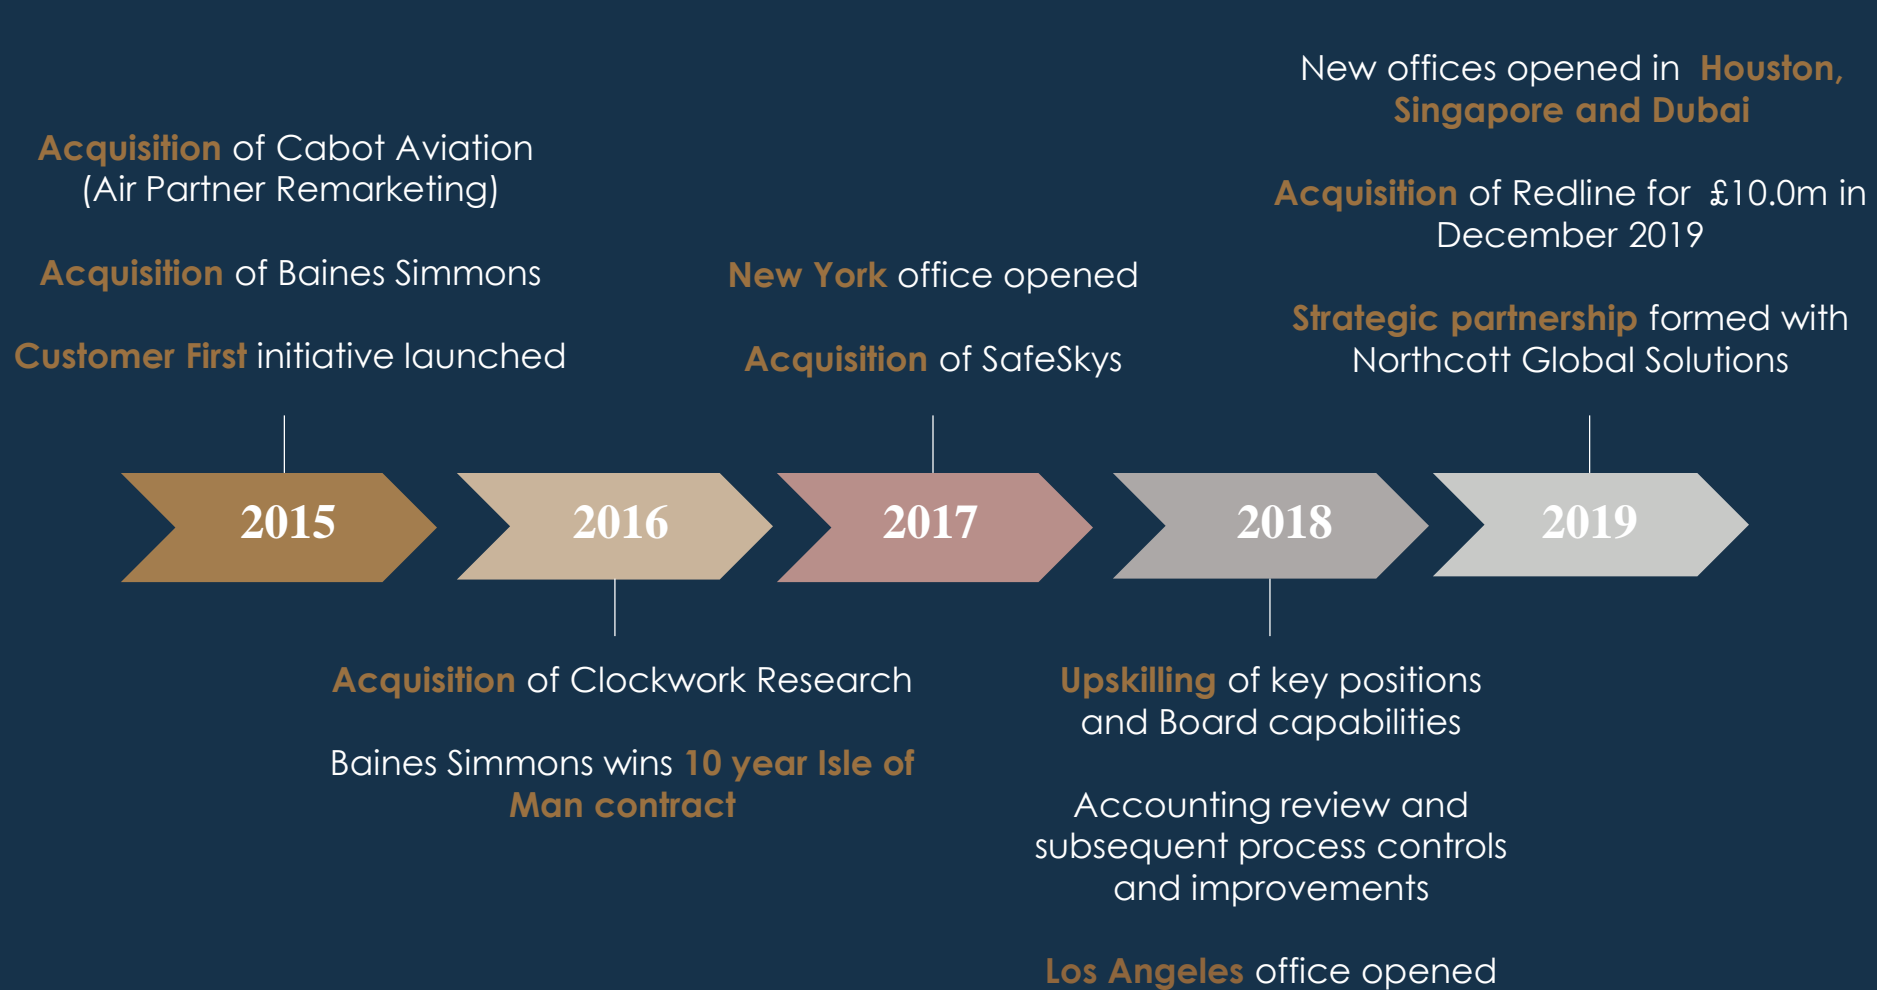 Acquisition of Cabot Aviation
(Air Partner Remarketing)
Acquisition of Baines Simmons
Customer First initiative launched
New York office opened
Acquisition of SafeSkys
New offices opened in Houston,
Singapore and Dubai
Acquisition of Redline for £10.0m in
December 2019
Strategic partnership formed with
Northcott Global Solutions
2015
2016
2017
2018
2019
Acquisition of Clockwork Research
Baines Simmons wins 10 year Isle of
Man contract
Upskilling of key positions
and Board capabilities
Accounting review and
subsequent process controls
and improvements
Los Angeles office opened